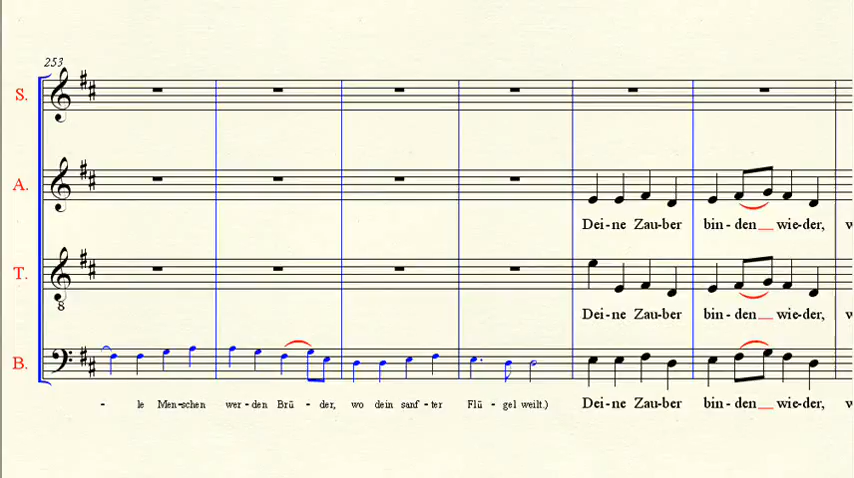 253
S.
A.
Dei-ne Zau-ber bin-den wie-der, w
T.
8
Dei-ne Zau-ber bin-den wie-der, w
B.
- le Men-schen wer-den Brü - der, wo dein sanf-ter Flü - gel weilt.) Dei-ne Zau-ber bin-den wie-der, w